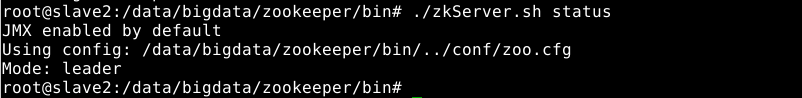 root@slave2:/data/bigdata/zookeeper/bin# ./zkServer.sh status
JMX enabled by default
Using config: /data/bigdata/zookeeper/bin/../conf/zoo.cfg
Mode: leader
root@slave2:/data/bigdata/zookeeper/bin# _